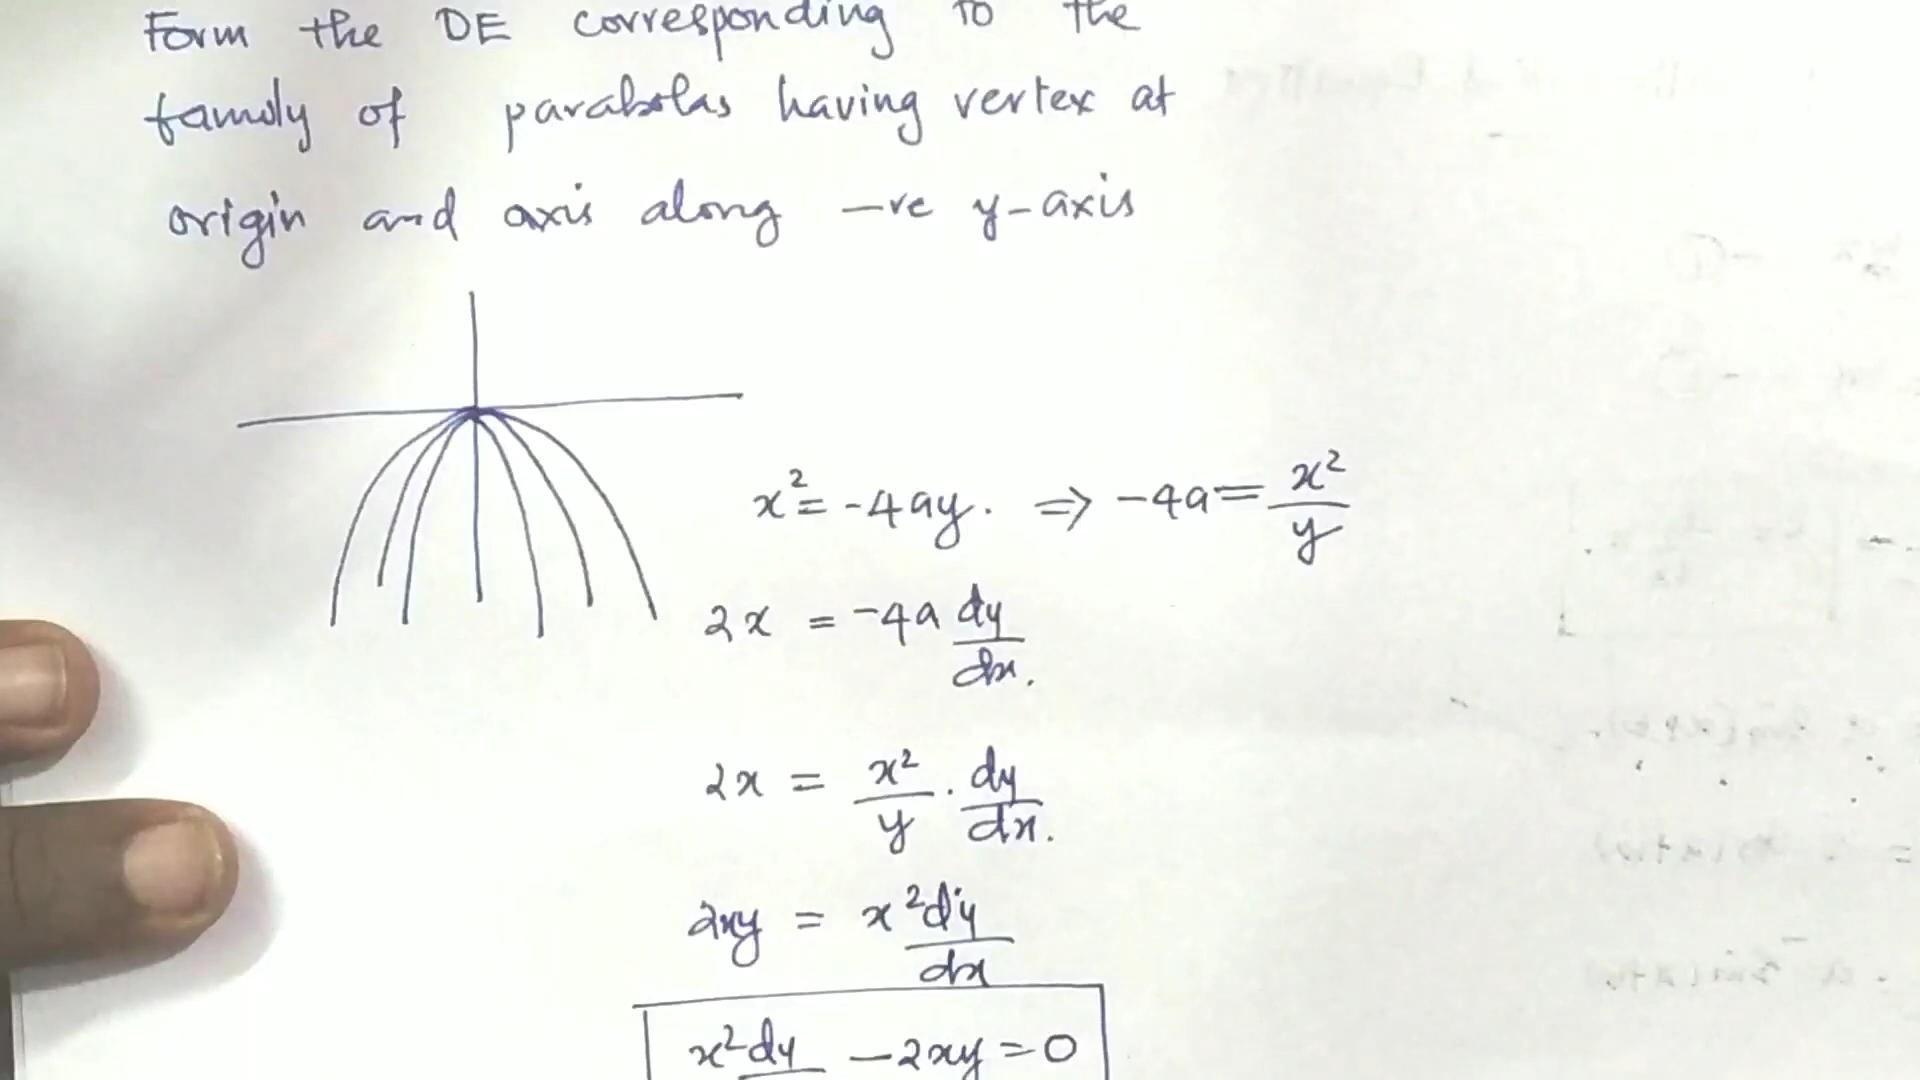 Form the DE corresponding to the
family of parabolas having vertex at
origin and axis along -ve y-axis
x² = -4ay. ⇒ -4a = x²/y
2x = -4a dy/dx.
2x = x²/y . dy/dx.
2xy = x² dy/dx
x² dy — 2xy = 0